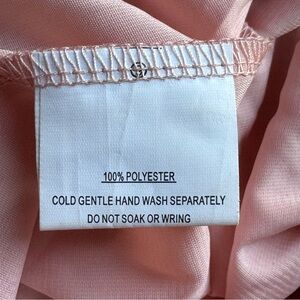 100% POLYESTER
COLD GENTLE HAND WASH SEPARATELY
DO NOT SOAK OR WRING